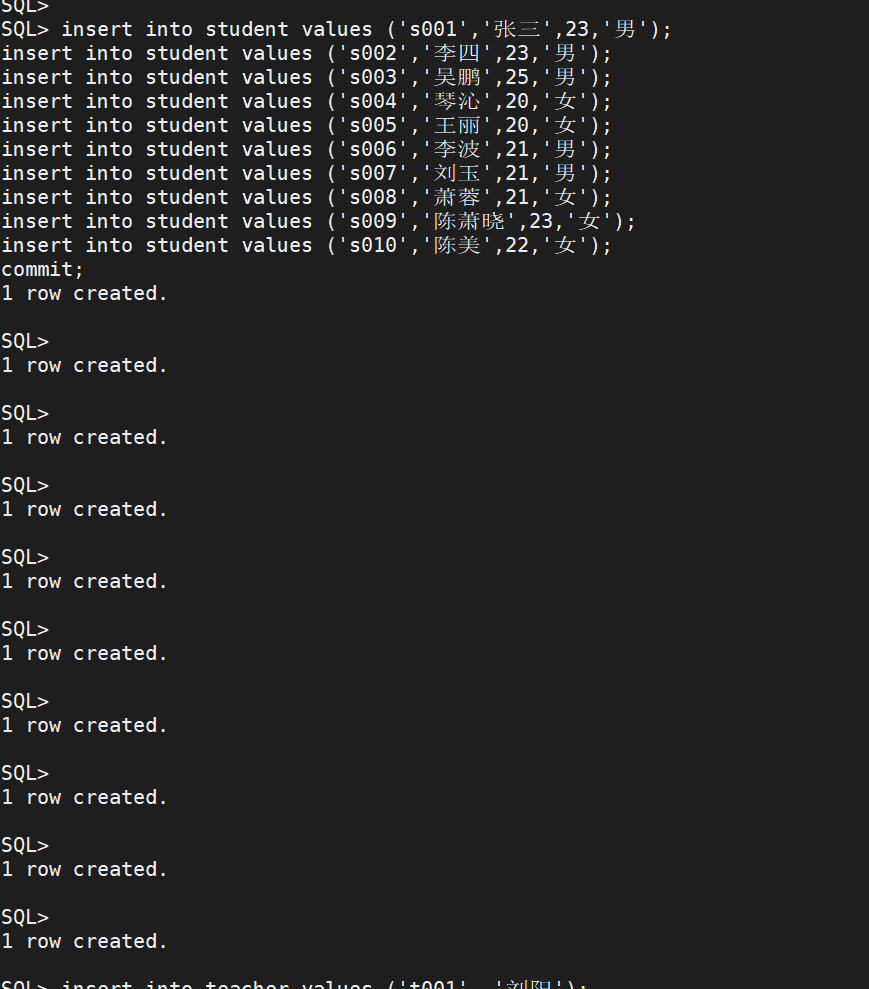 SQL>
SQL> insert into student values ('s001','张三',23,'男');
insert into student values ('s002','李四',23,'男');
insert into student values ('s003','吴鹏',25,'男');
insert into student values ('s004','琴沁',20,'女');
insert into student values ('s005','王丽',20,'女');
insert into student values ('s006','李波',21,'男');
insert into student values ('s007','刘玉',21,'男');
insert into student values ('s008','萧蓉',21,'女');
insert into student values ('s009','陈萧晓',23,'女');
insert into student values ('s010','陈美',22,'女');
commit;
1 row created.
SQL>
1 row created.
SQL>
1 row created.
SQL>
1 row created.
SQL>
1 row created.
SQL>
1 row created.
SQL>
1 row created.
SQL>
1 row created.
SQL>
1 row created.
SQL>
1 row created.
SQL> insert into teacher values ('t001', '刘阳');